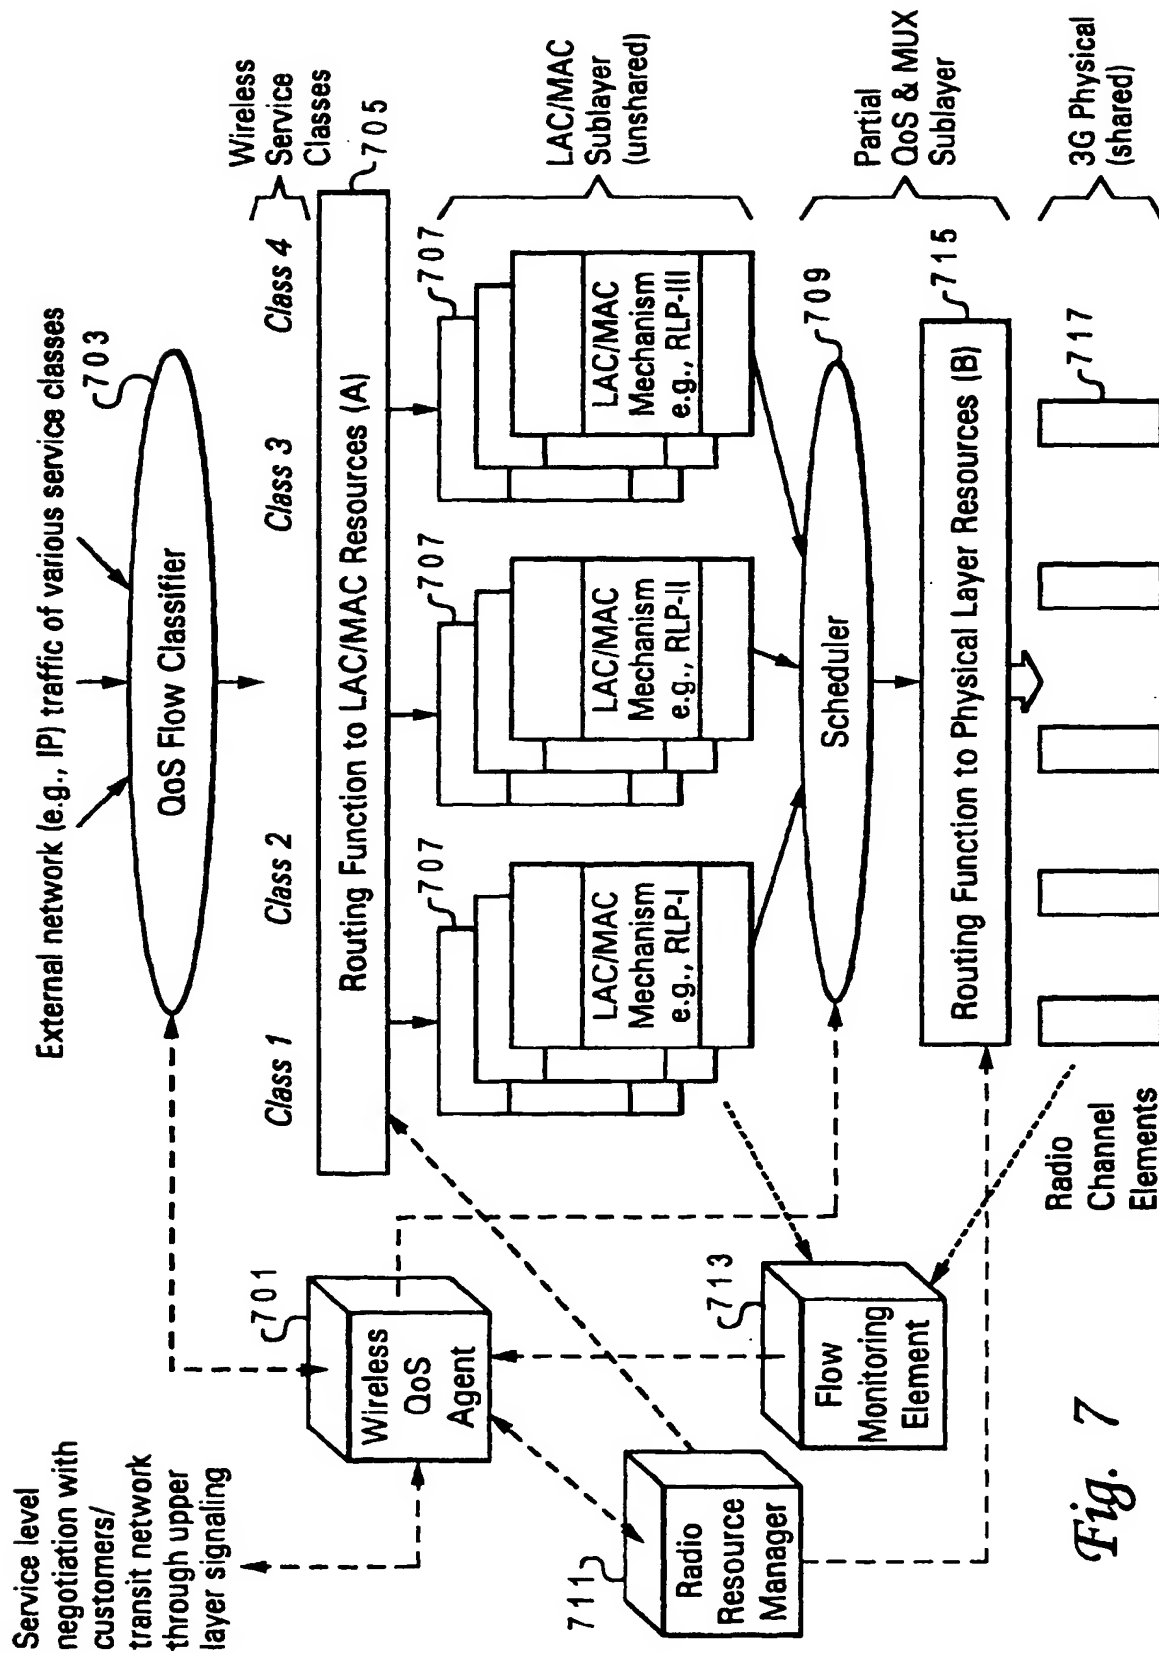 Service level
negotiation with
customers/
transit network
through upper
layer signaling
External network (e.g., IP) traffic of various service classes
703
QoS Flow Classifier
701
Wireless
QoS
Agent
Class 1
Class 2
Class 3
Class 4
Wireless
Service
Classes
Routing Function to LAC/MAC Resources (A)
705
707
LAC/MAC
Mechanism
e.g., RLP-I
707
LAC/MAC
Mechanism
e.g., RLP-II
707
LAC/MAC
Mechanism
e.g., RLP-III
LAC/MAC
Sublayer
(unshared)
711
Radio
Resource
Manager
713
Flow
Monitoring
Element
Scheduler
709
Partial
QoS & MUX
Sublayer
Routing Function to Physical Layer Resources (B)
715
Radio
Channel
Elements
717
3G Physical
(shared)
Fig. 7